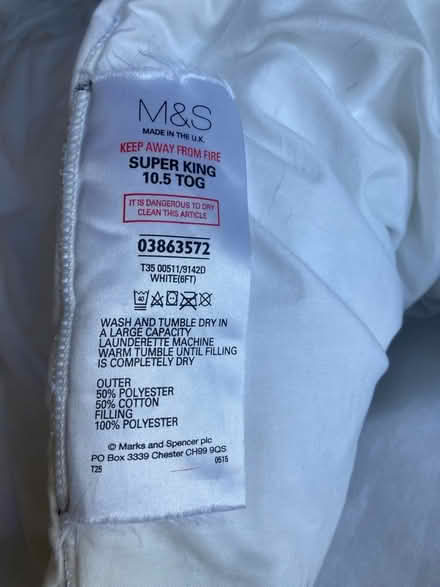 M&S
MADE IN THE U.K.
KEEP AWAY FROM FIRE
SUPER KING
10.5 TOG
IT IS DANGEROUS TO DRY
CLEAN THIS ARTICLE
03863572
T35 00511/9142D
WHITE(6FT)
40
WASH AND TUMBLE DRY IN
A LARGE CAPACITY
LAUNDERETTE MACHINE
WARM TUMBLE UNTIL FILLING
IS COMPLETELY DRY
OUTER
50% POLYESTER
50% COTTON
FILLING
100% POLYESTER
© Marks and Spencer plc
PO Box 3339 Chester CH99 9QS
T25 0515